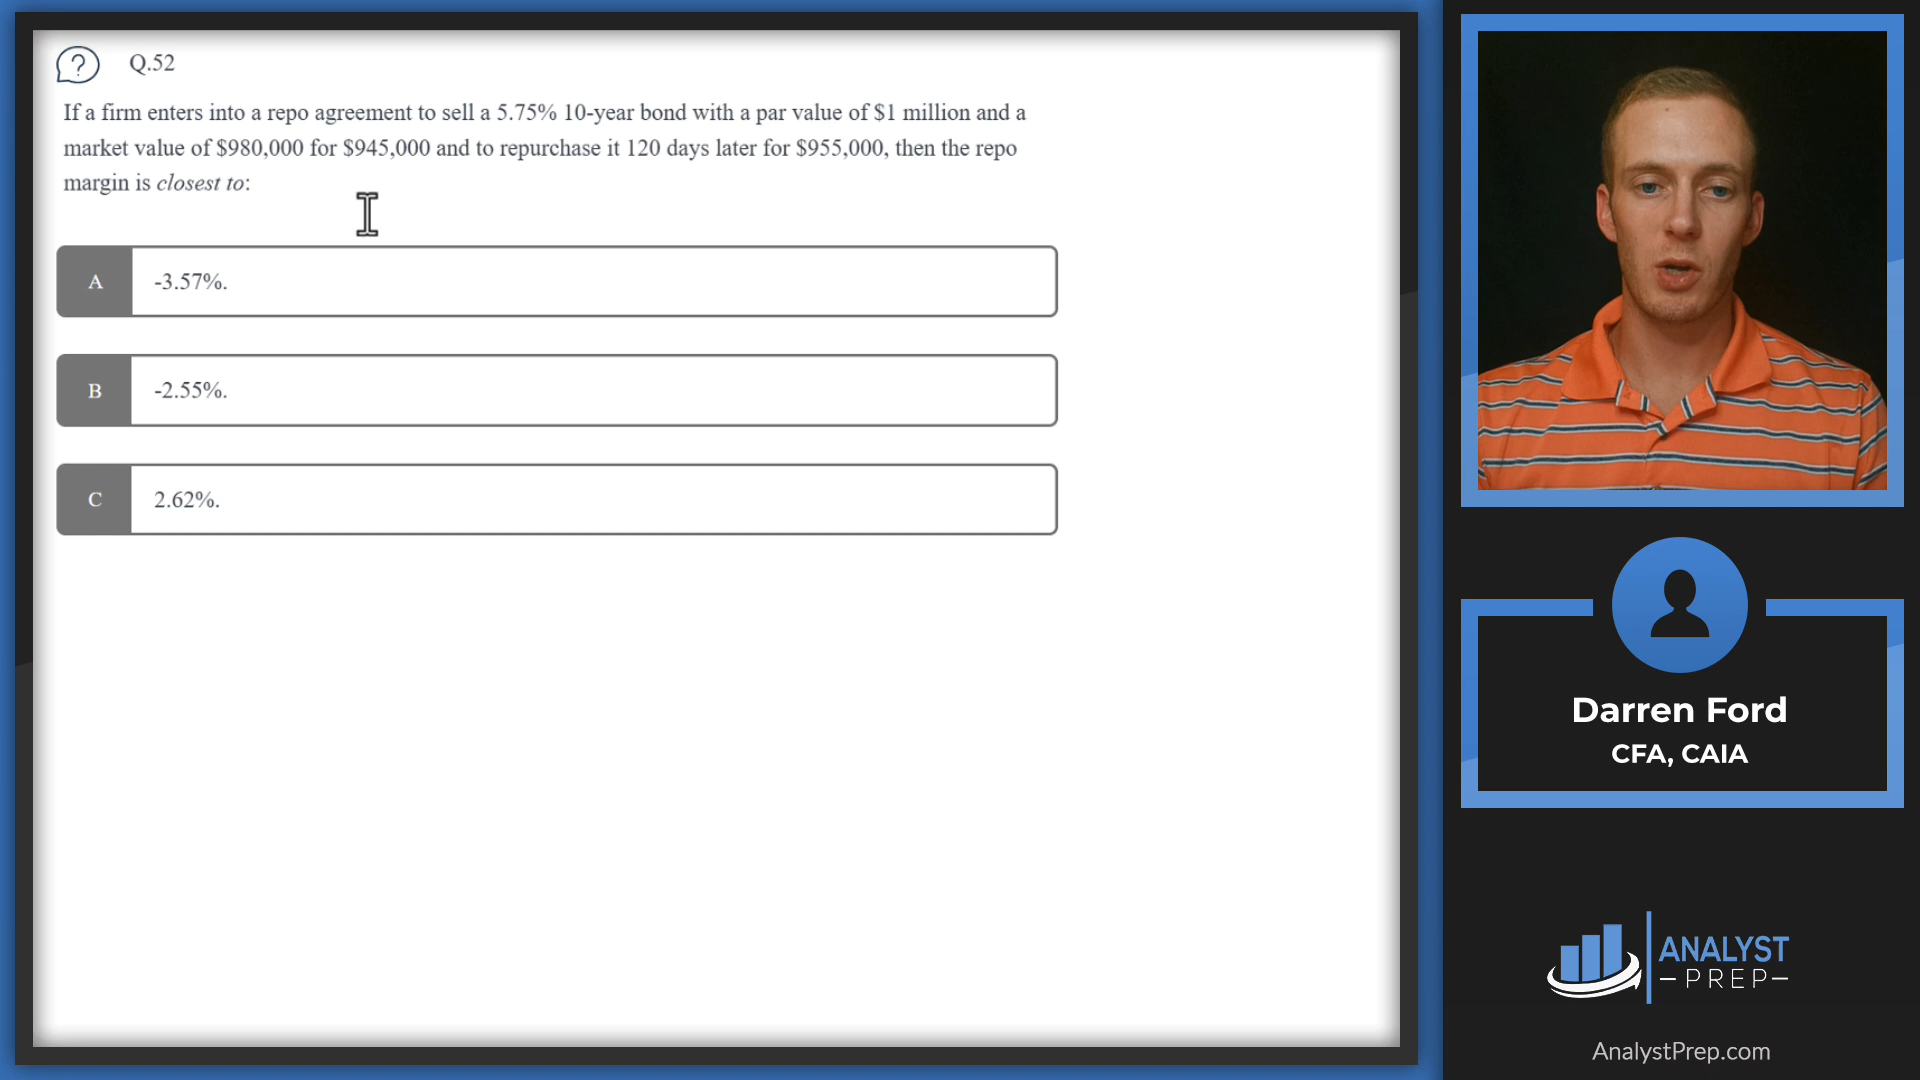 ?
Q.52
If a firm enters into a repo agreement to sell a 5.75% 10-year bond with a par value of $1 million and a
market value of $980,000 for $945,000 and to repurchase it 120 days later for $955,000, then the repo
margin is closest to:
A
-3.57%.
B
-2.55%.
C
2.62%.
Darren Ford
CFA, CAIA
ANALYST
PREP
AnalystPrep.com